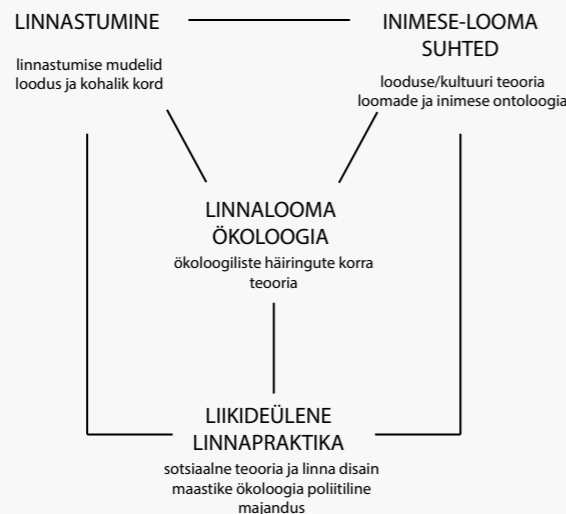 LINNASTUMINE
linnastumise mudelid
loodus ja kohalik kord
INIMESE-LOOMA
SUHTED
looduse/kultuuri teooria
loomade ja inimese ontoloogia
LINNALOOMA
ÖKOLOOGIA
ökoloogiliste häiringute korra
teooria
LIIKIDEÜLENE
LINNAPRAKTIKA
sotsiaalne teooria ja linna disain
maastike ökoloogia poliitiline
majandus